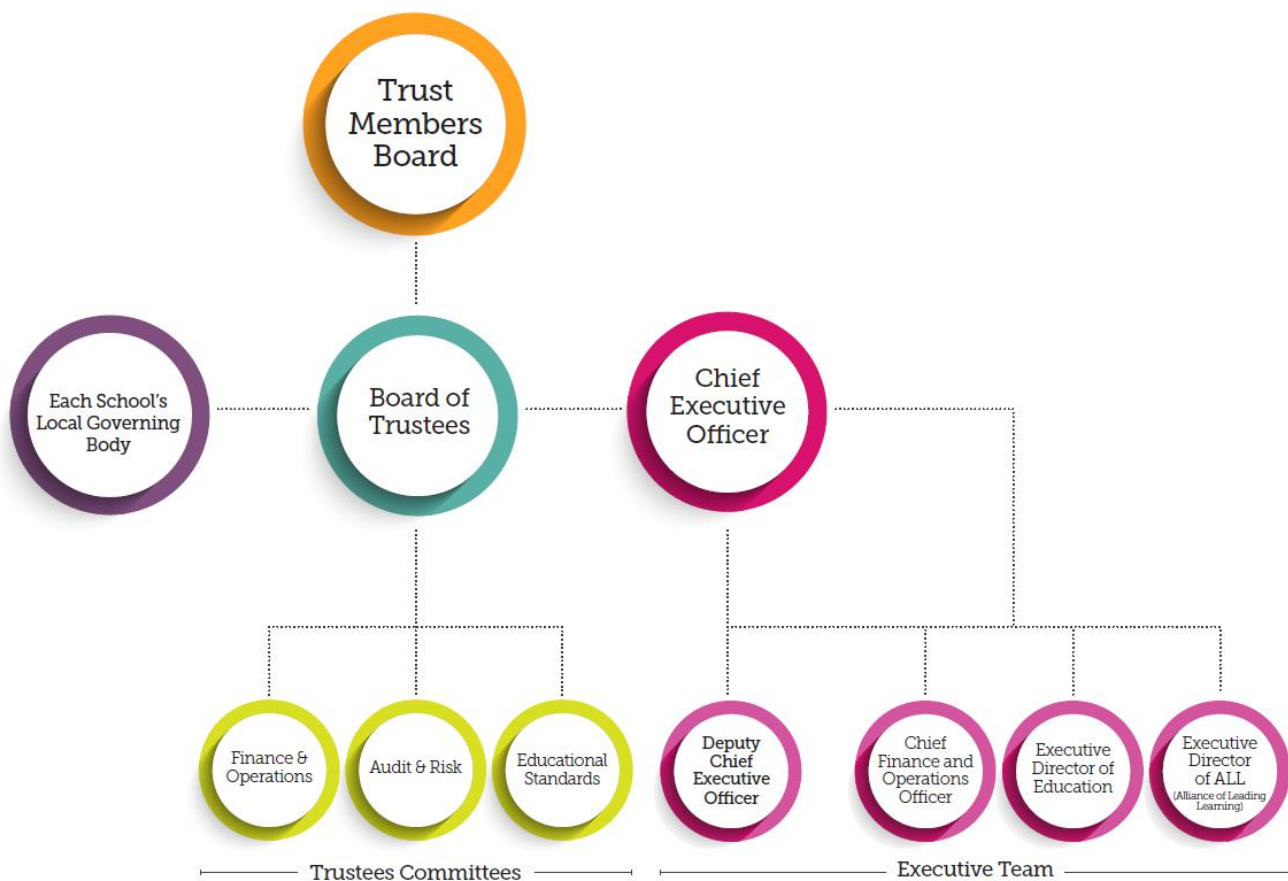 Trust
Members
Board
Each School’s
Local Governing
Body
Board of
Trustees
Chief
Executive
Officer
Finance &
Operations
Audit & Risk
Educational
Standards
Deputy
Chief
Executive
Officer
Chief
Finance and
Operations
Officer
Executive
Director of
Education
Executive
Director
of ALL
(Alliance of Leading
Learning)
Trustees Committees
Executive Team